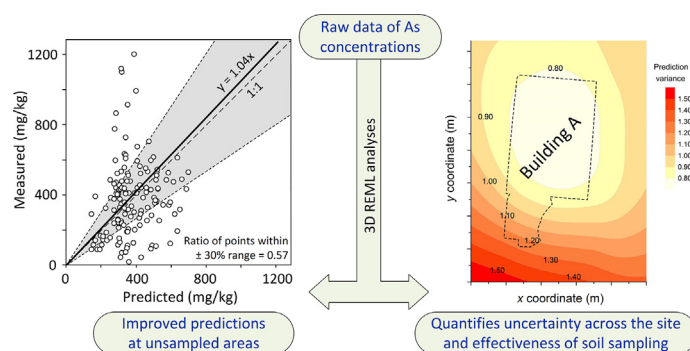 Raw data of As
concentrations
3D REML analyses
Measured (mg/kg)
1200
800
600
400
200
0
0
400
800
1200
Predicted (mg/kg)
y = 1.04x
1:1
Ratio of points within
± 30% range = 0.57
Improved predictions
at unsampled areas
y coordinate (m)
x coordinate (m)
Building A
0.80
0.90
1.00
1.10
1.20
1.30
1.40
1.50
Prediction
variance
1.50
1.40
1.30
1.20
1.10
1.00
0.90
0.80
Quantifies uncertainty across the site
and effectiveness of soil sampling